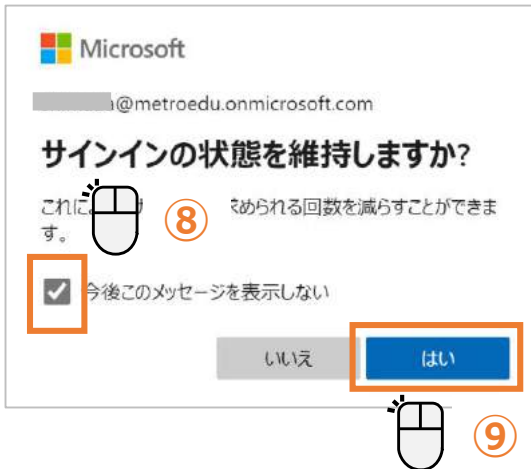 Microsoft
@metroedu.onmicrosoft.com
サインインの状態を維持しますか?
これに められる回数を減らすことができま
す。
⑧
今後このメッセージを表示しない
いいえ はい
⑨